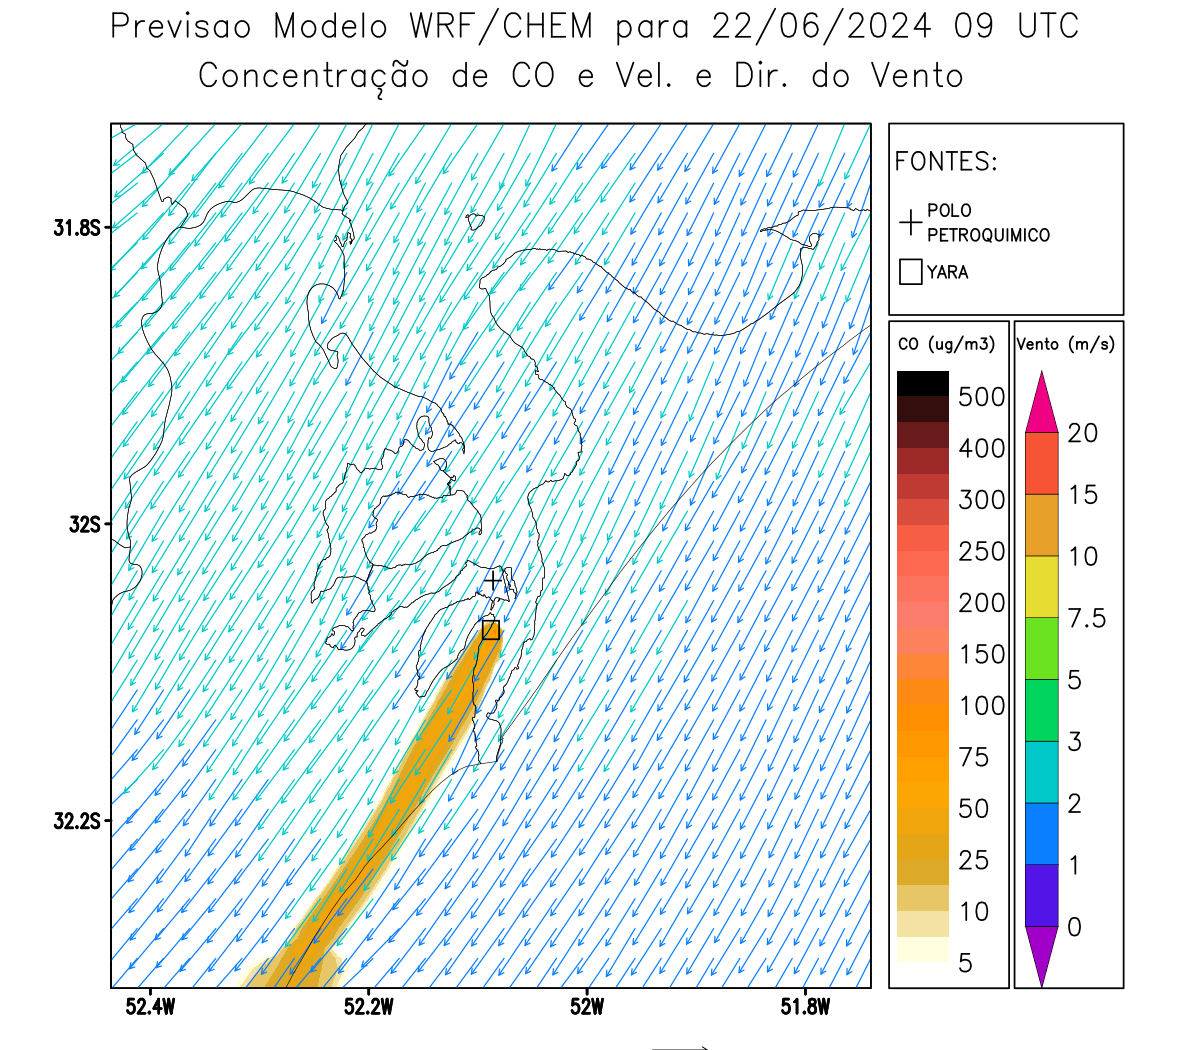 Previsao Modelo WRF/CHEM para 22/06/2024 09 UTC
Concentração de CO e Vel. e Dir. do Vento
FONTES:
POLO
PETROQUIMICO
YARA
CO (ug/m3)
500
400
300
250
200
150
100
75
50
25
10
5
Vento (m/s)
20
15
10
7.5
5
3
2
1
0
31.8S
32S
32.2S
52.4W
52.2W
52W
51.8W